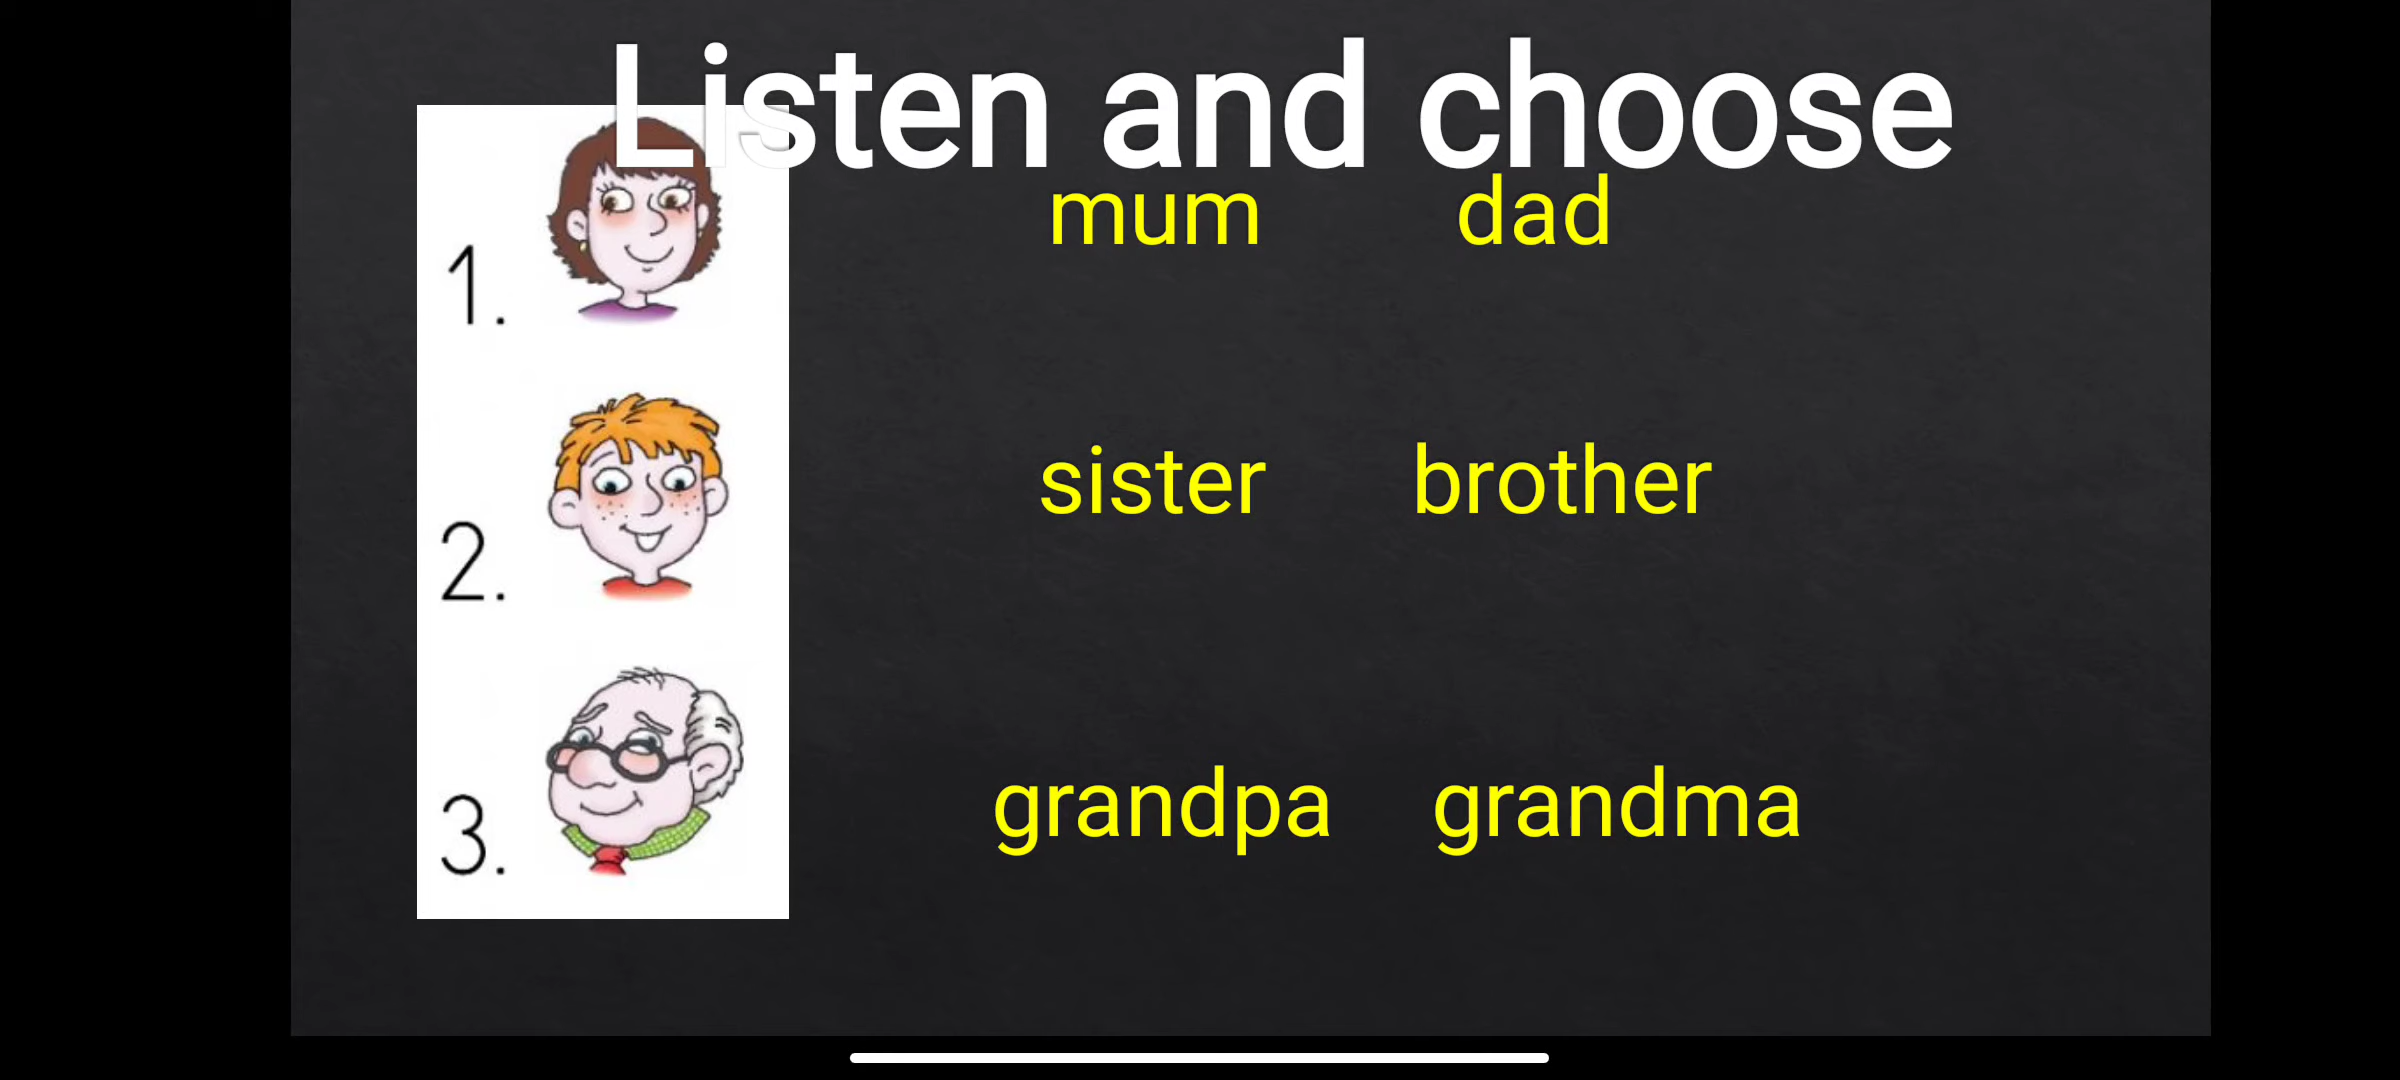 Listen and choose
1. mum dad
2. sister brother
3. grandpa grandma